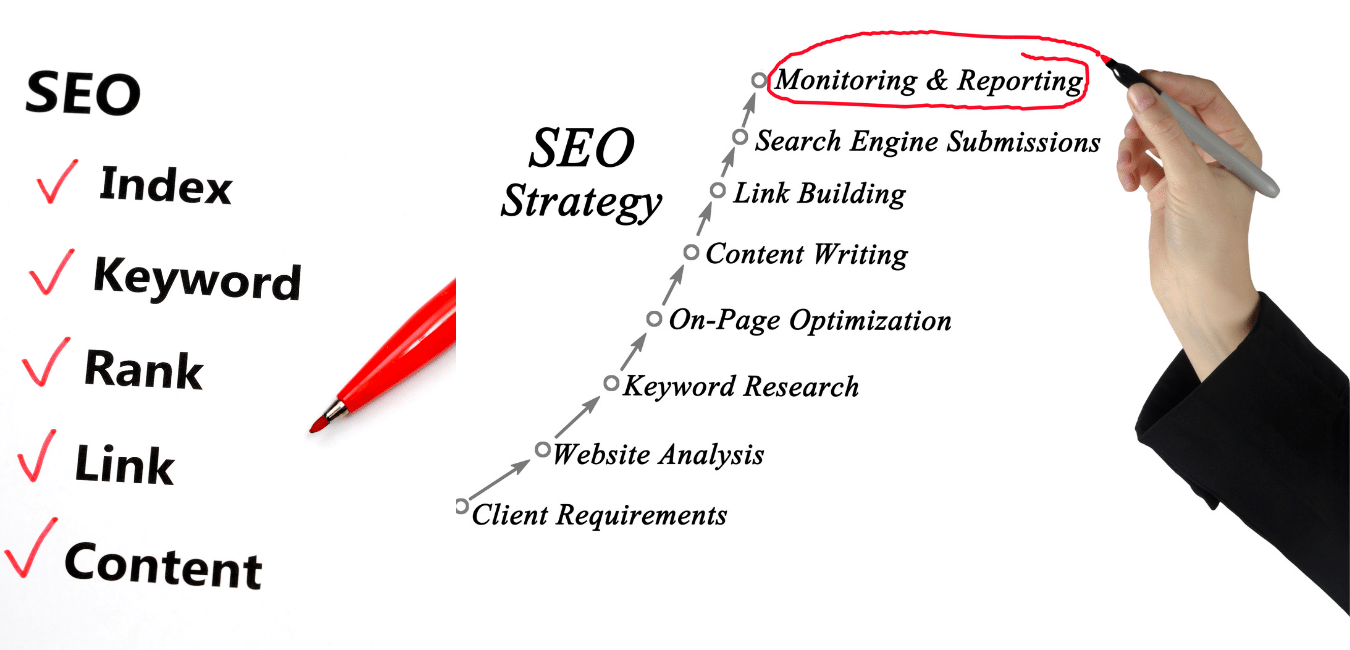 SEO
Index
Keyword
Rank
Link
Content
SEO
Strategy
Monitoring & Reporting
Search Engine Submissions
Link Building
Content Writing
On-Page Optimization
Keyword Research
Website Analysis
Client Requirements